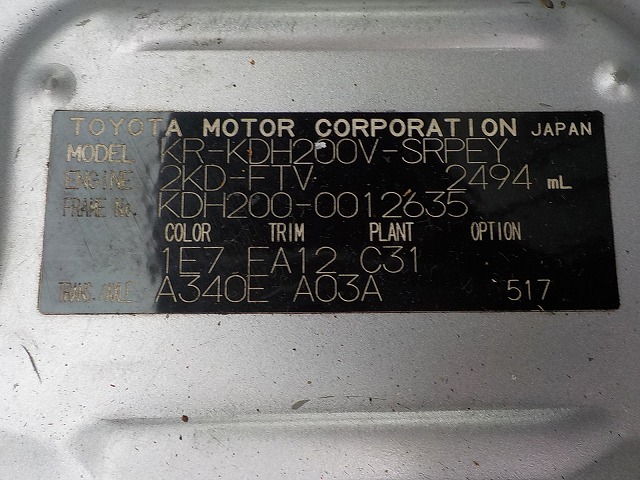 TOYOTA MOTOR CORPORATION JAPAN
MODEL KR-KDH200V-SRPEY
ENGINE 2KD-FTV 2494 mL
FRAME No. KDH200-0012635
COLOR TRIM PLANT OPTION
1E7 FA12 C31
TRANS./AXLE A340E A03A 517